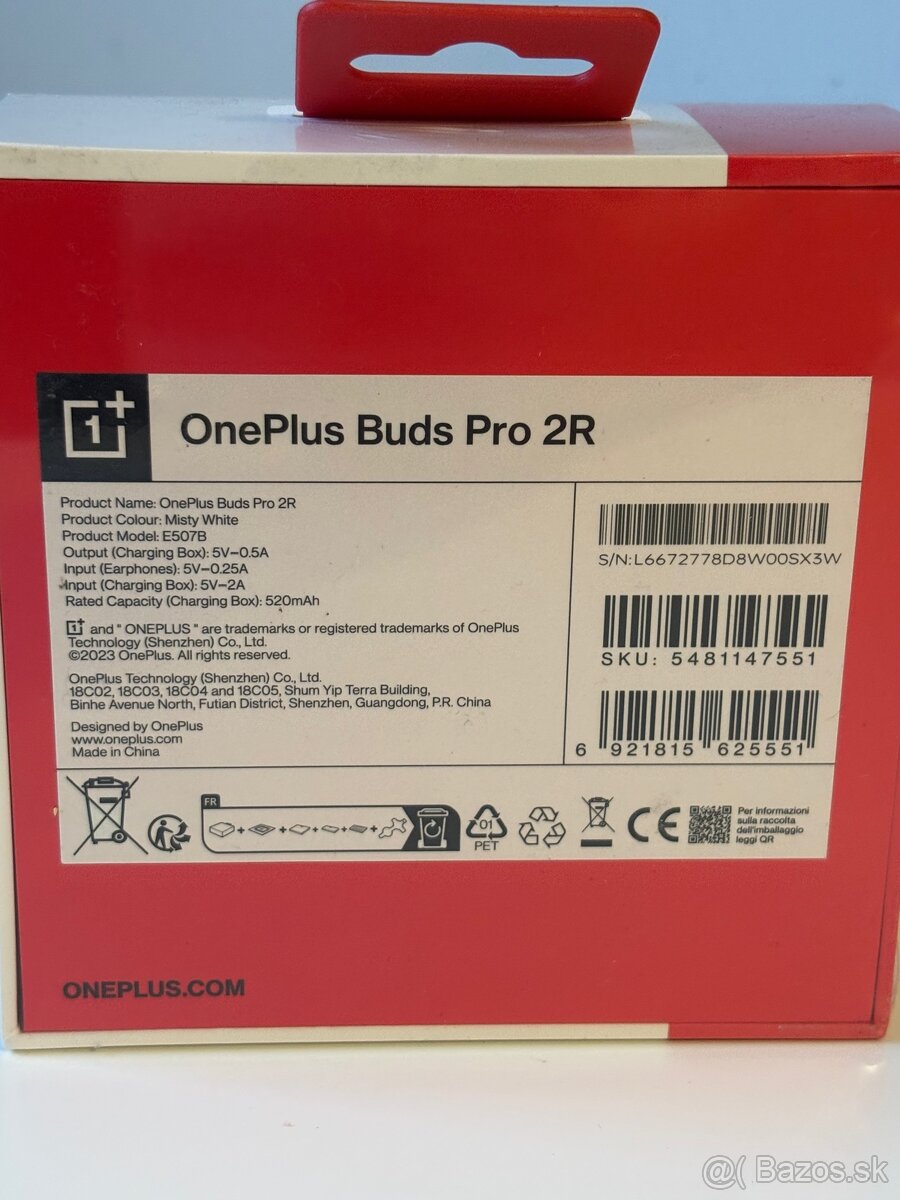 OnePlus Buds Pro 2R
Product Name: OnePlus Buds Pro 2R
Product Colour: Misty White
Product Model: E507B
Output (Charging Box): 5V⎓0.5A
Input (Earphones): 5V⎓0.25A
Input (Charging Box): 5V⎓2A
Rated Capacity (Charging Box): 520mAh
and " ONEPLUS " are trademarks or registered trademarks of OnePlus
Technology (Shenzhen) Co., Ltd.
©2023 OnePlus. All rights reserved.
OnePlus Technology (Shenzhen) Co., Ltd.
18C02, 18C03, 18C04 and 18C05, Shum Yip Terra Building,
Binhe Avenue North, Futian District, Shenzhen, Guangdong, P.R. China
Designed by OnePlus
www.oneplus.com
Made in China
S/N:L6672778D8W00SX3W
SKU: 5481147551
6 921815 625551
FR
01
PET
CE
Per informazioni
sulla raccolta
dell'imballaggio
leggi QR
ONEPLUS.COM
@( Bazos.sk